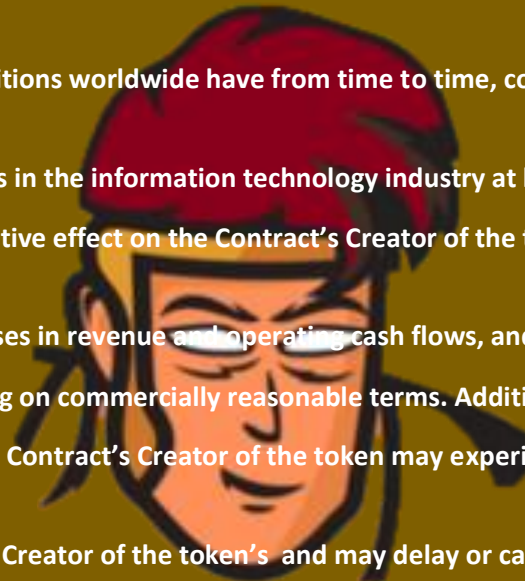 itions worldwide have from time to time, co
s in the information technology industry at
tive effect on the Contract's Creator of the t
ses in revenue and operating cash flows, and
g on commercially reasonable terms. Additi
Contract's Creator of the token may experi
Creator of the token's and may delay or ca